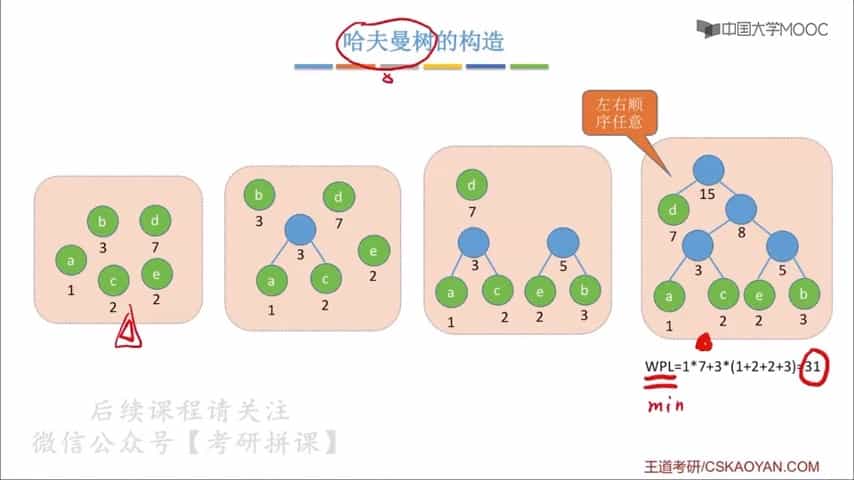 中国大学MOOC
哈夫曼树的构造
左右顺
序任意
b
3
d
7
a
1
c
2
e
2
b
3
d
7
3
e
2
a
1
c
2
d
7
3
5
a
1
c
2
e
2
b
3
15
d
7
8
3
5
a
1
c
2
e
2
b
3
WPL=1*7+3*(1+2+2+3)=31
min
后续课程请关注
微信公众号【考研拼课】
王道考研/CSKAOYAN.COM